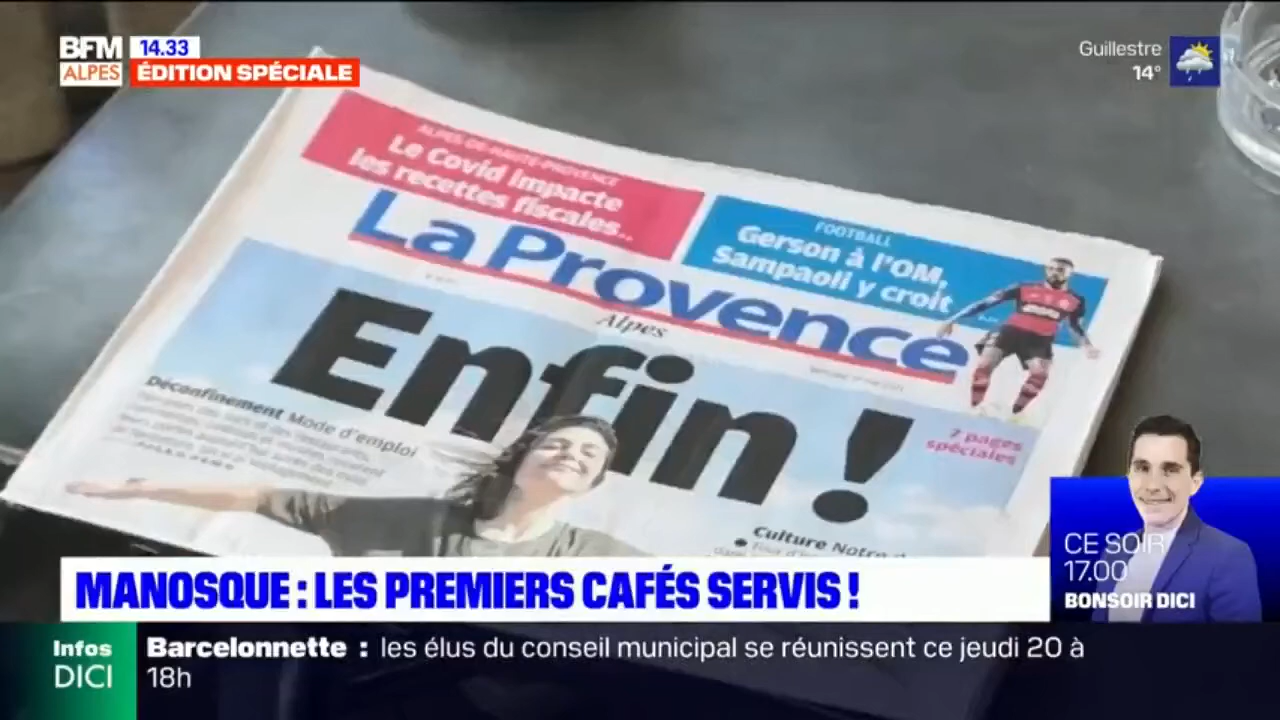 BFM
ALPES
14.33
ÉDITION SPÉCIALE
Guillestre
14°
ALPES-DE-HAUTE-PROVENCE
Le Covid impacte
les recettes fiscales...
FOOTBALL
Gerson à l'OM,
Sampaoli y croit
La Provence
Alpes
Enfin !
Déconfinement Mode d'emploi
7 pages
spéciales
Culture Notre
CE SOIR
17.00
BONSOIR DICI
MANOSQUE : LES PREMIERS CAFÉS SERVIS !
Infos
DICI
Barcelonnette : les élus du conseil municipal se réunissent ce jeudi 20 à
18h